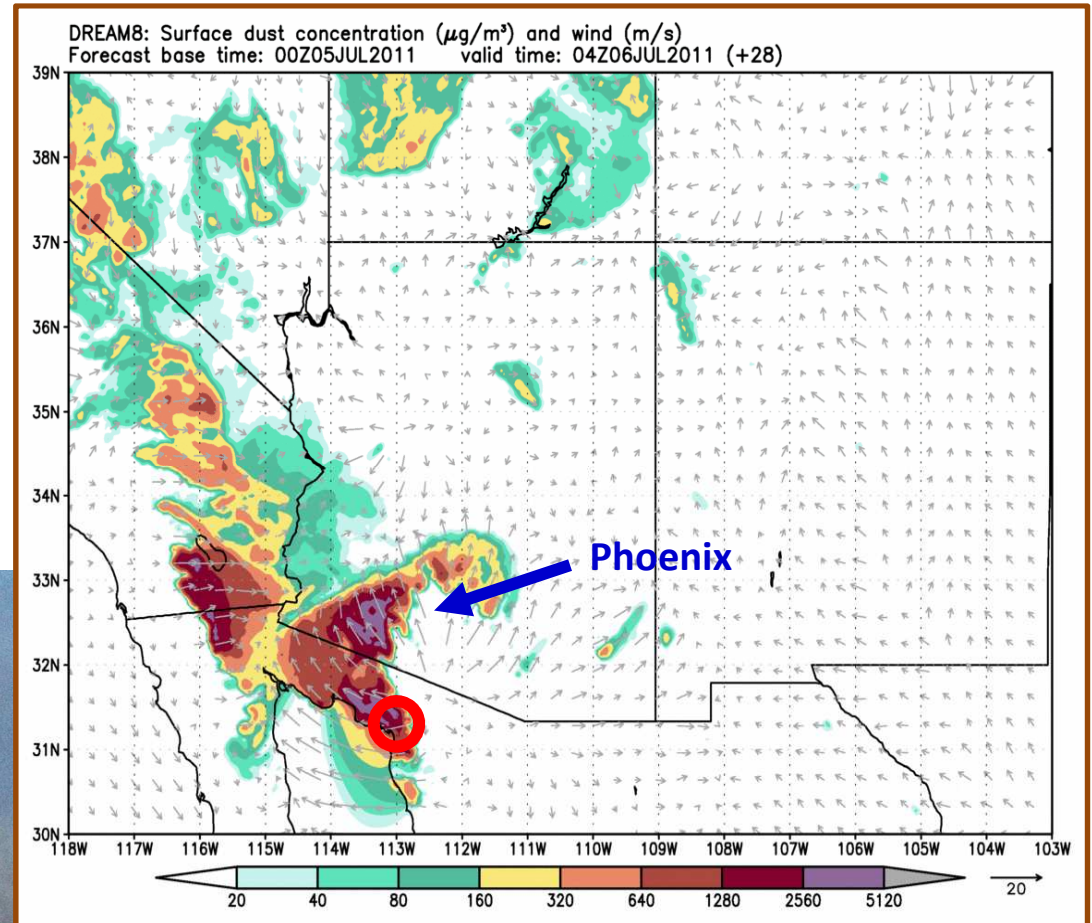 DREAM8: Surface dust concentration (μg/m³) and wind (m/s)
Forecast base time: 00Z05JUL2011 valid time: 04Z06JUL2011 (+28)
39N
38N
37N
36N
35N
34N
33N
Phoenix
32N
31N
30N
118W 117W 116W 115W 114W 113W 112W 111W 110W 109W 108W 107W 106W 105W 104W 103W
20 40 80 160 320 640 1280 2560 5120 20